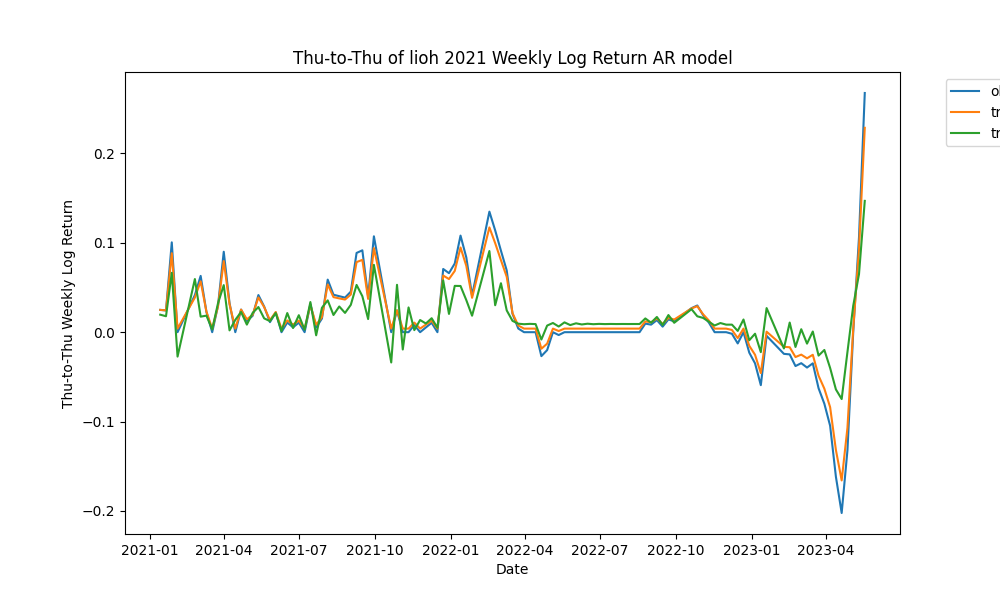 Thu-to-Thu of lioh 2021 Weekly Log Return AR model
Thu-to-Thu Weekly Log Return
0.2
0.1
0.0
−0.1
−0.2
2021-01 2021-04 2021-07 2021-10 2022-01 2022-04 2022-07 2022-10 2023-01 2023-04
Date
tr
tr